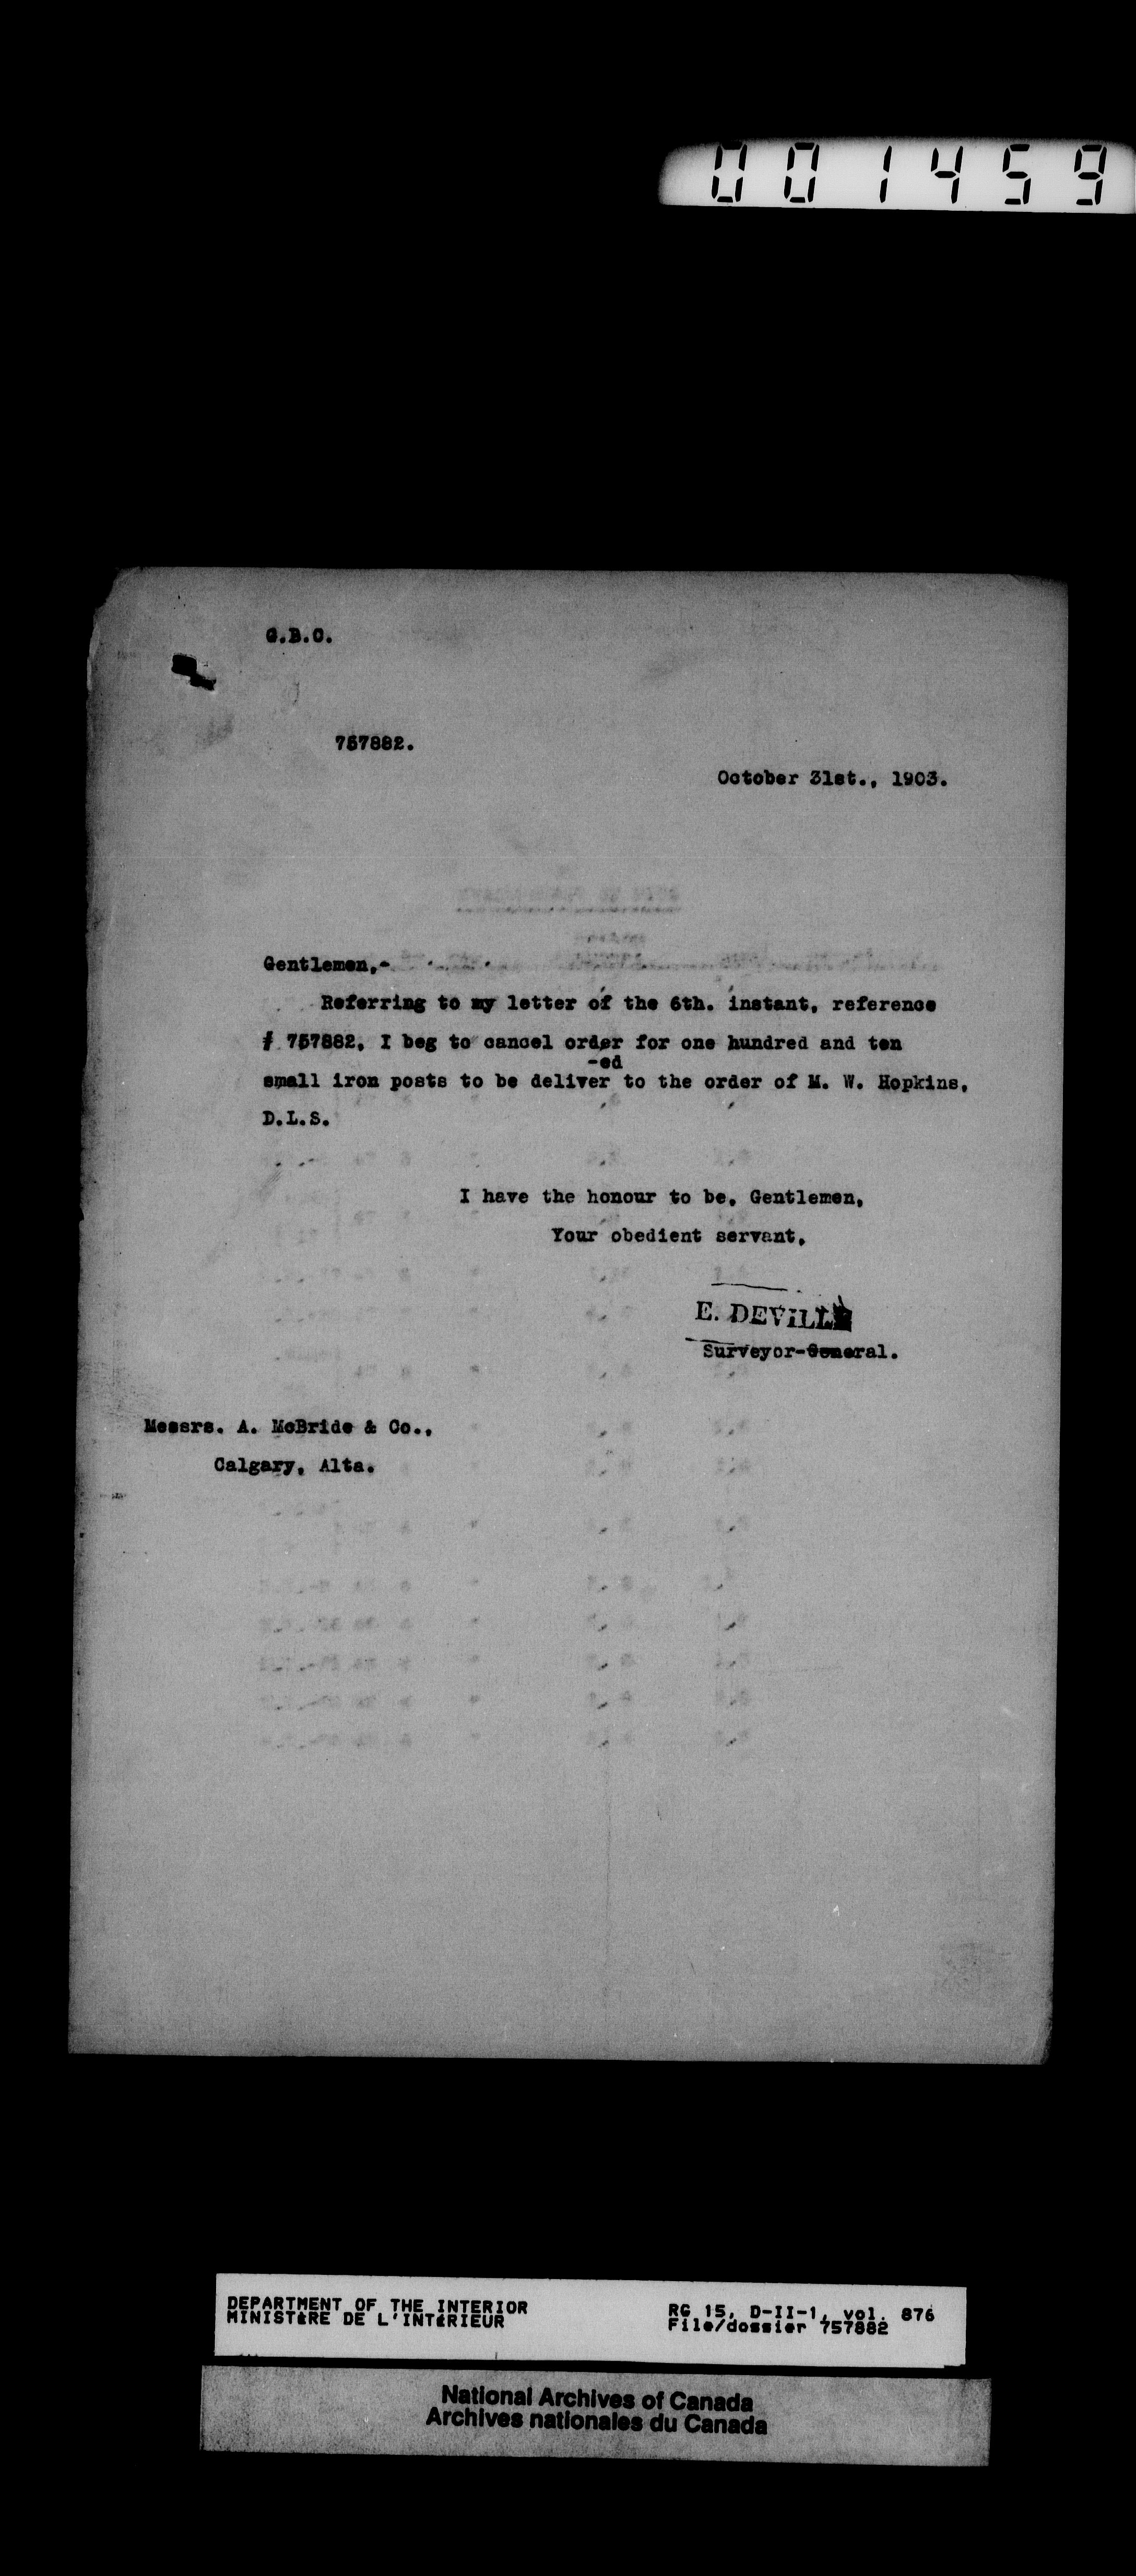 001459
G.B.C.
757882.
October 31st., 1903.
Gentlemen,-
Referring to my letter of the 6th. instant, reference
# 757882, I beg to cancel order for one hundred and ten
-ed
small iron posts to be deliver to the order of M. W. Hopkins,
D.L.S.
I have the honour to be, Gentlemen,
Your obedient servant,
E. DEVILLE
Surveyor-General.
Messrs. A. McBride & Co.,
Calgary, Alta.
DEPARTMENT OF THE INTERIOR
MINISTÈRE DE L'INTÉRIEUR
RG 15, D-II-1, vol. 876
File/dossier 757882
National Archives of Canada
Archives nationales du Canada